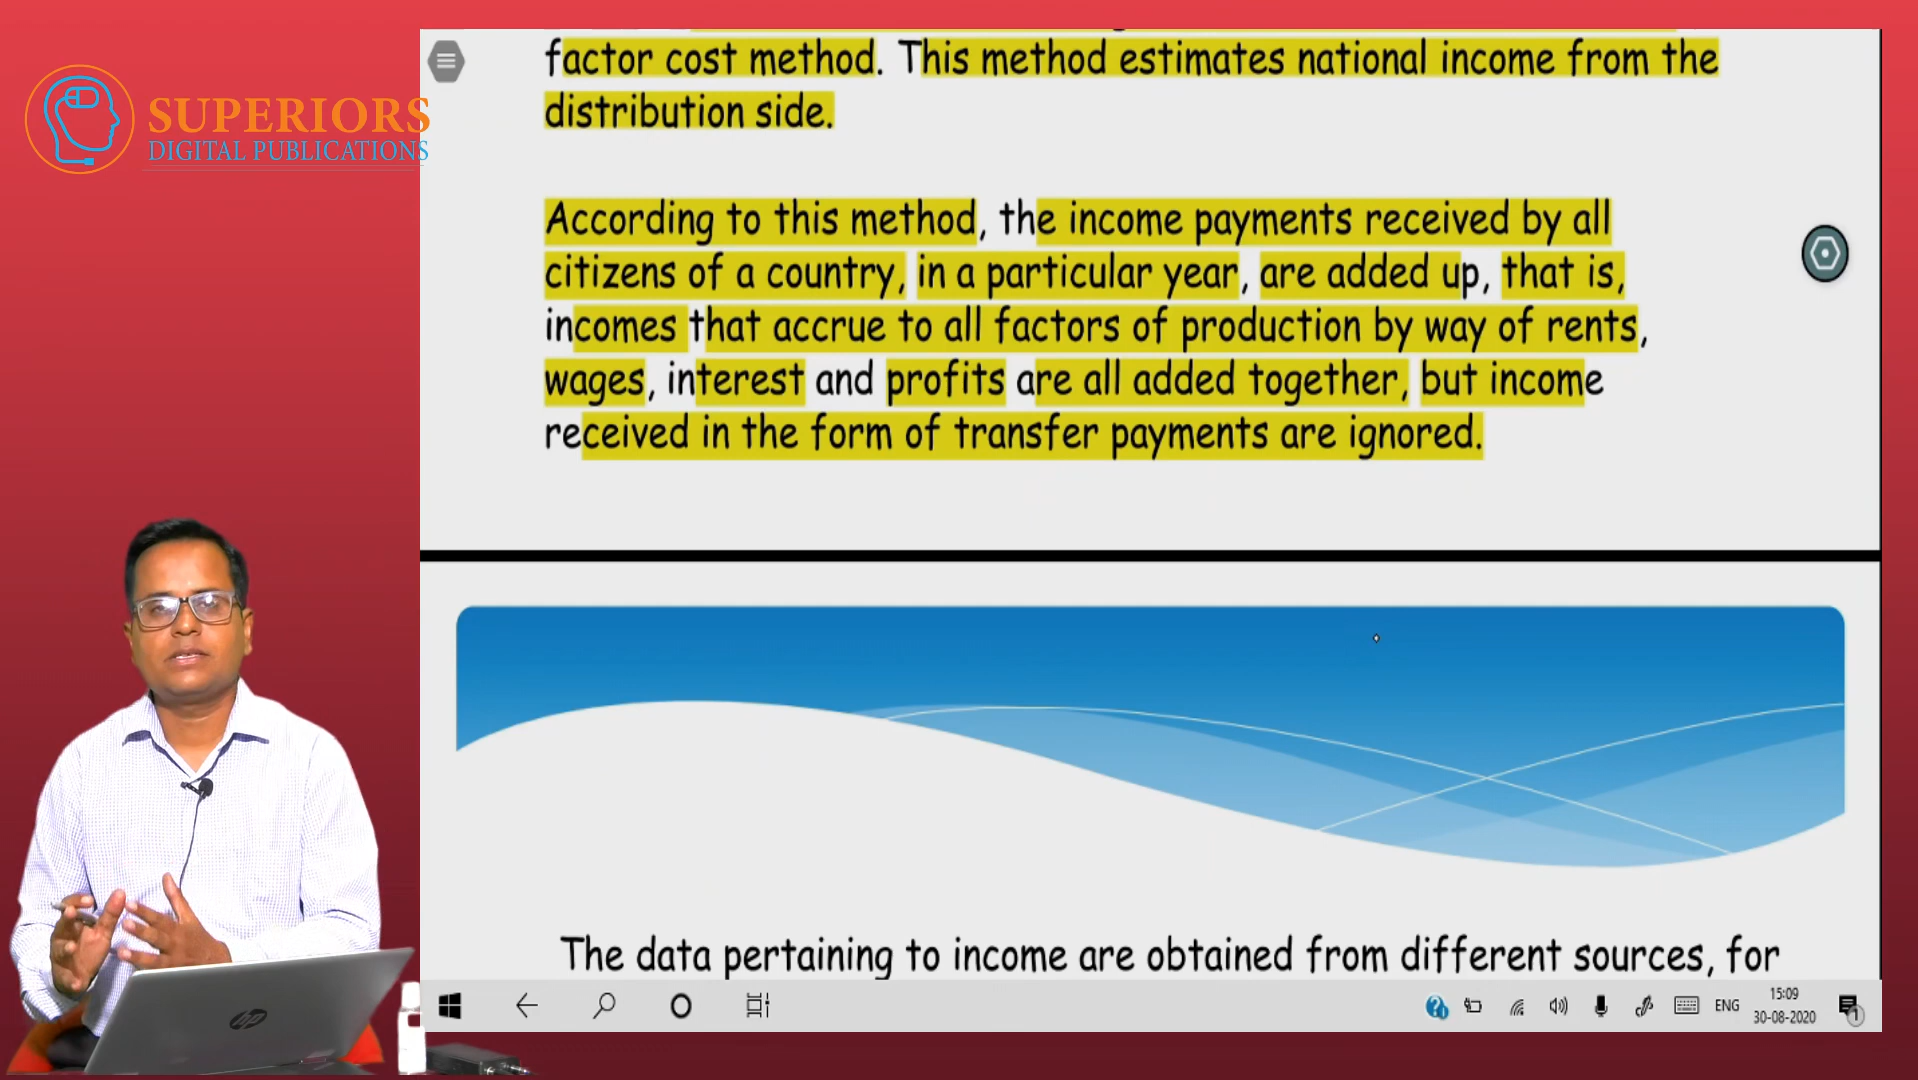 SUPERIORS
DIGITAL PUBLICATIONS
factor cost method. This method estimates national income from the
distribution side.
According to this method, the income payments received by all
citizens of a country, in a particular year, are added up, that is,
incomes that accrue to all factors of production by way of rents,
wages, interest and profits are all added together, but income
received in the form of transfer payments are ignored.
The data pertaining to income are obtained from different sources, for
ENG
15:09
30-08-2020
1
hp